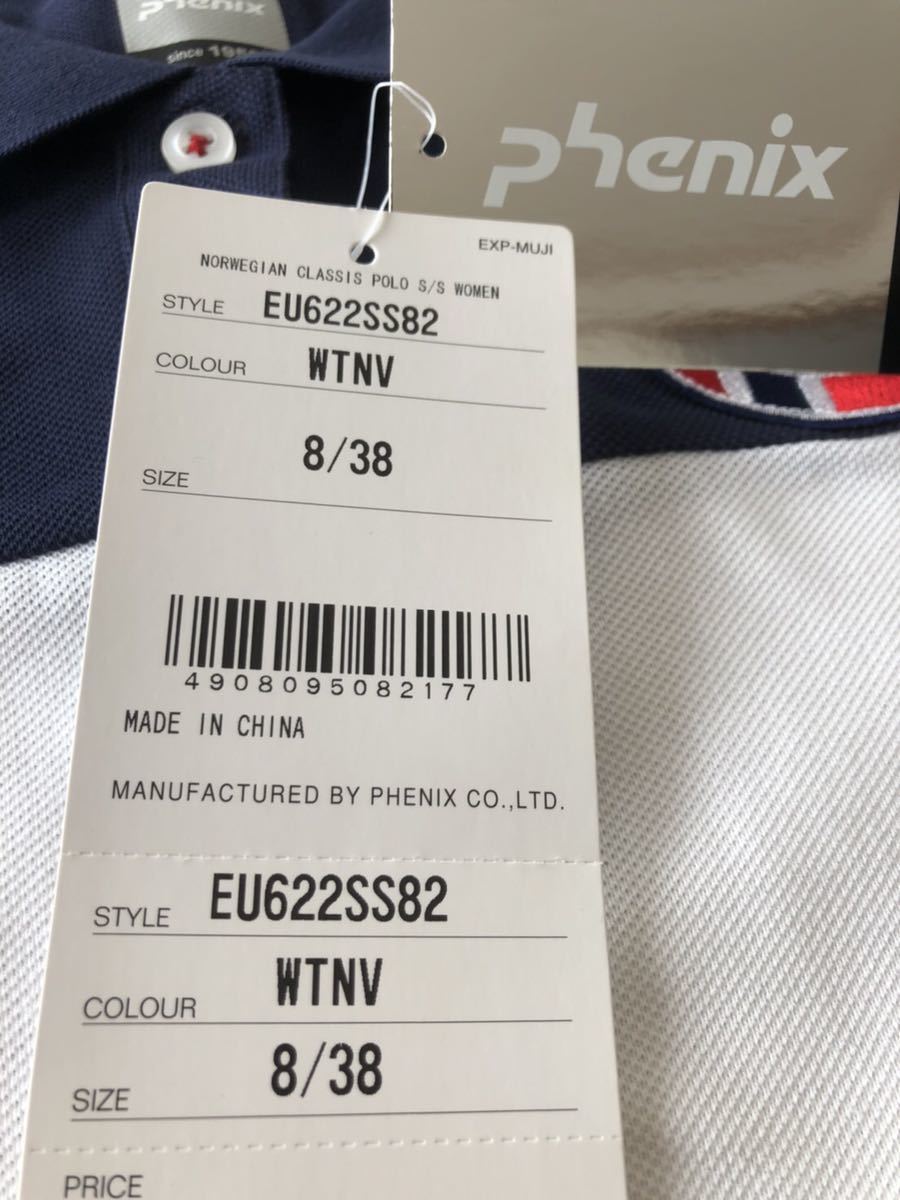 phenix
since 195
phenix
EXP-MUJI
NORWEGIAN CLASSIS POLO S/S WOMEN
STYLE EU622SS82
COLOUR WTNV
SIZE 8/38
4908095082177
MADE IN CHINA
MANUFACTURED BY PHENIX CO.,LTD.
STYLE EU622SS82
COLOUR WTNV
SIZE 8/38
PRICE